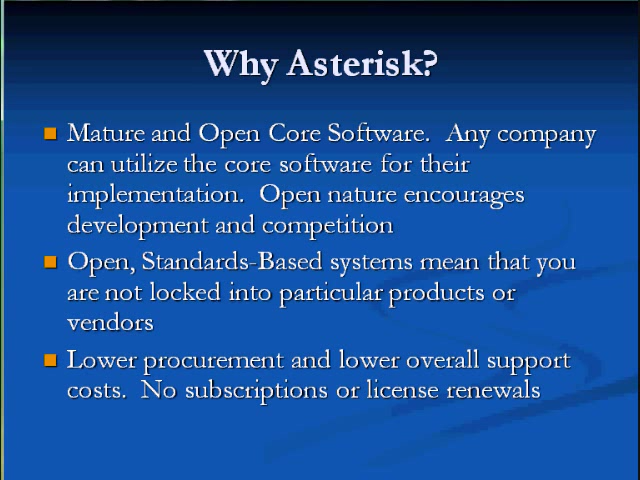 Why Asterisk?
Mature and Open Core Software. Any company
can utilize the core software for their
implementation. Open nature encourages
development and competition
Open, Standards-Based systems mean that you
are not locked into particular products or
vendors
Lower procurement and lower overall support
costs. No subscriptions or license renewals